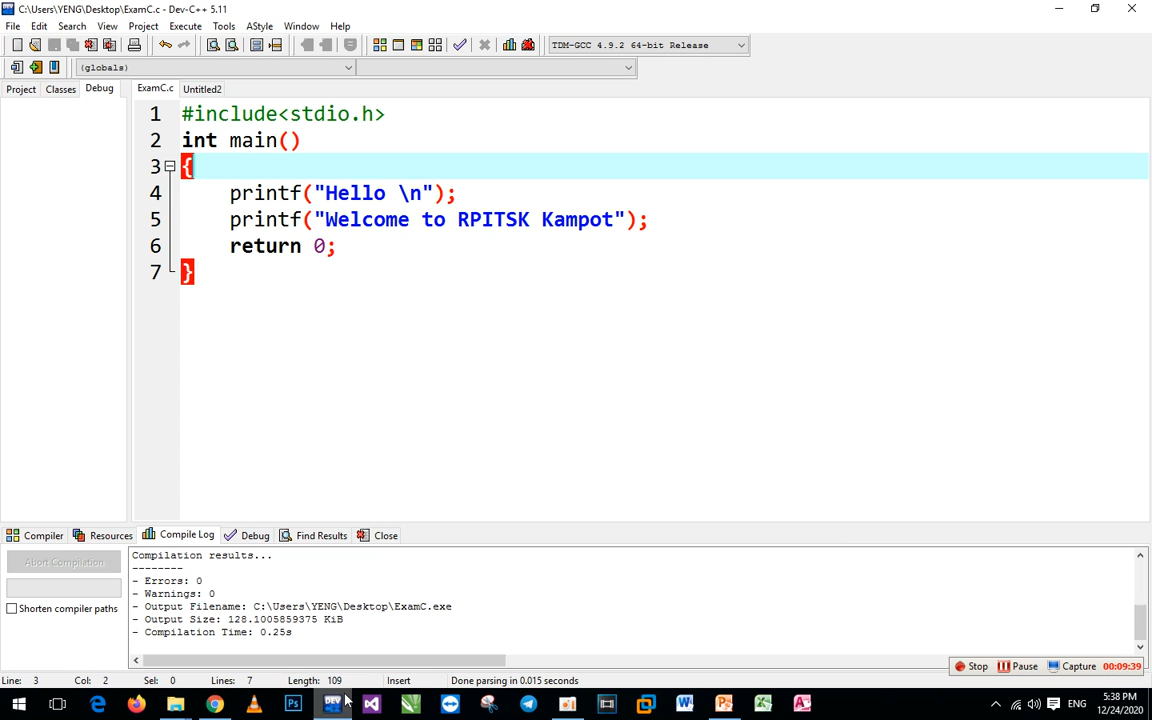 C:\Users\YENG\Desktop\ExamC.c - Dev-C++ 5.11
File Edit Search View Project Execute Tools AStyle Window Help
TDM-GCC 4.9.2 64-bit Release
(globals)
Project Classes Debug ExamC.c Untitled2
1 #include<stdio.h>
2 int main()
3 {
4 printf("Hello \n");
5 printf("Welcome to RPITSK Kampot");
6 return 0;
7 }
Compiler Resources Compile Log Debug Find Results Close
Abort Compilation
Shorten compiler paths
Compilation results...
--------
- Errors: 0
- Warnings: 0
- Output Filename: C:\Users\YENG\Desktop\ExamC.exe
- Output Size: 128.1005859375 KiB
- Compilation Time: 0.25s
Stop Pause Capture 00:09:39
Line: 3 Col: 2 Sel: 0 Lines: 7 Length: 109 Insert Done parsing in 0.015 seconds
Ps DEV
ENG
5:38 PM
12/24/2020